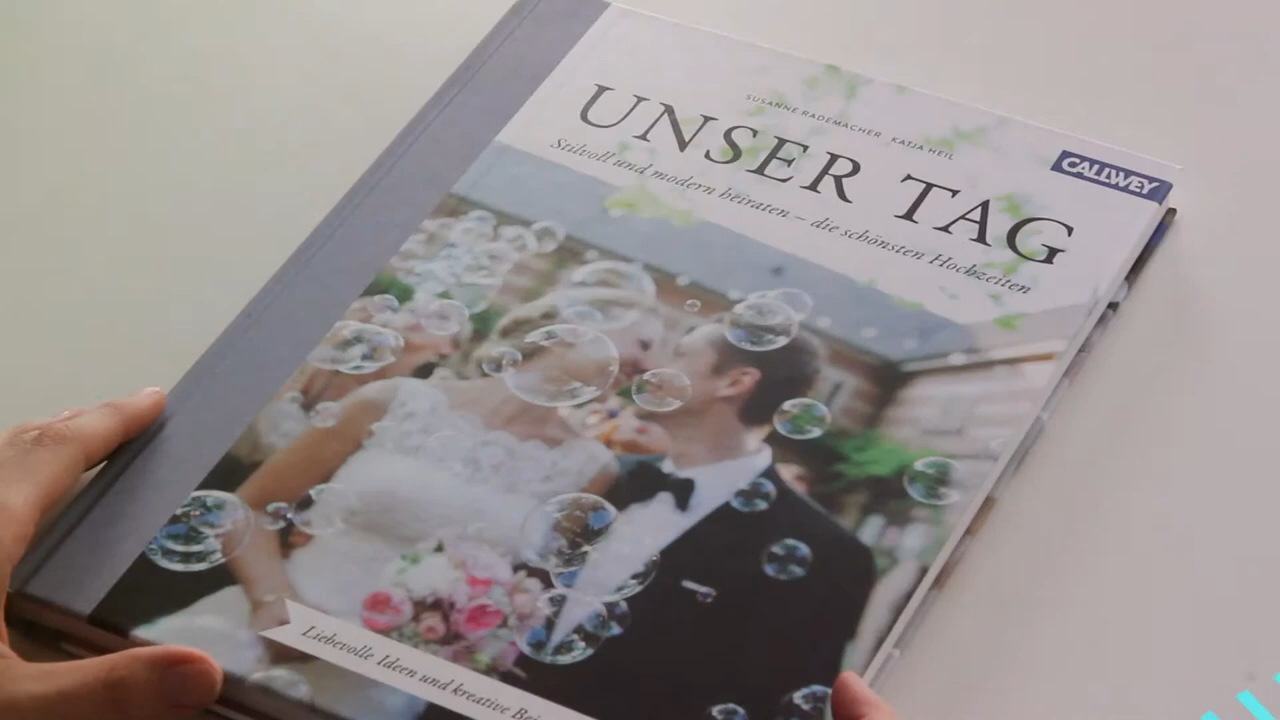 SUSANNE RADEMACHER KATJA HEIL
UNSER TAG
CALLWEY
Stilvoll und modern heiraten – die schönsten Hochzeiten
Liebevolle Ideen und kreative